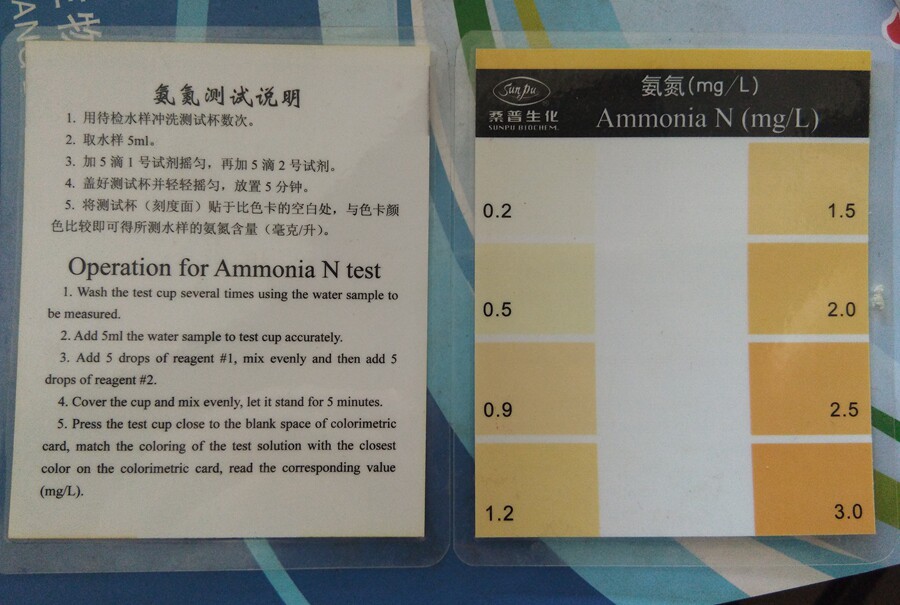 氨氮测试说明
1. 用待检水样冲洗测试杯数次。
2. 取水样 5ml。
3. 加 5 滴 1 号试剂摇匀，再加 5 滴 2 号试剂。
4. 盖好测试杯并轻轻摇匀，放置 5 分钟。
5. 将测试杯（刻度面）贴于比色卡的空白处，与色卡颜
色比较即可得所测水样的氨氮含量（毫克/升）。
Operation for Ammonia N test
1. Wash the test cup several times using the water sample to
be measured.
2. Add 5ml the water sample to test cup accurately.
3. Add 5 drops of reagent #1, mix evenly and then add 5
drops of reagent #2.
4. Cover the cup and mix evenly, let it stand for 5 minutes.
5. Press the test cup close to the blank space of colorimetric
card, match the coloring of the test solution with the closest
color on the colorimetric card, read the corresponding value
(mg/L).
Sunpu
桑普生化
SUNPU BIOCHEM.
氨氮(mg/L)
Ammonia N (mg/L)
0.2
1.5
0.5
2.0
0.9
2.5
1.2
3.0